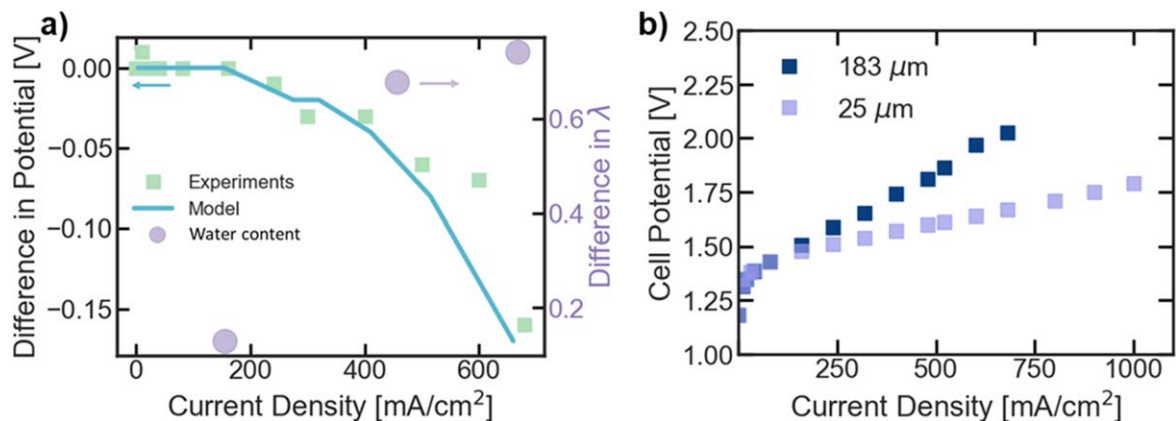 a)
Difference in Potential [V]
0.00
−0.05
−0.10
−0.15
Experiments
Model
Water content
0.6
0.4
0.2
Difference in λ
0 200 400 600
Current Density [mA/cm²]
b)
Cell Potential [V]
2.50
2.25
2.00
1.75
1.50
1.25
1.00
183 μm
25 μm
250 500 750 1000
Current Density [mA/cm²]